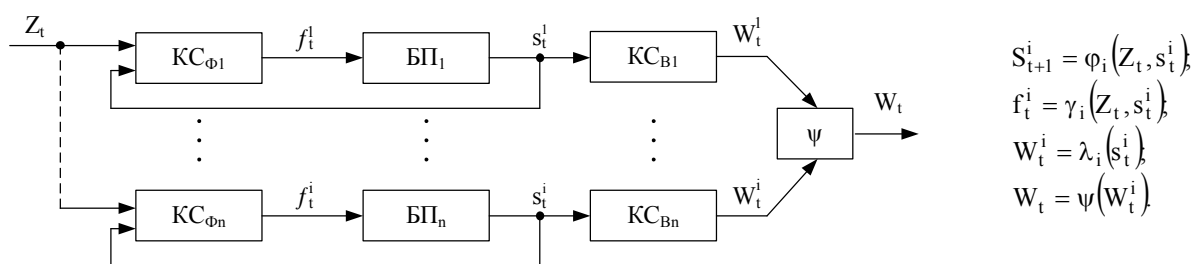 Z_t
КС_Ф1
f_t^1
БП_1
s_t^1
КС_В1
W_t^1
ψ
W_t
КС_Фn
f_t^i
БП_n
s_t^i
КС_Вn
W_t^i
S_{t+1}^i = φ_i(Z_t, s_t^i);
f_t^i = γ_i(Z_t, s_t^i);
W_t^i = λ_i(s_t^i);
W_t = ψ(W_t^i).